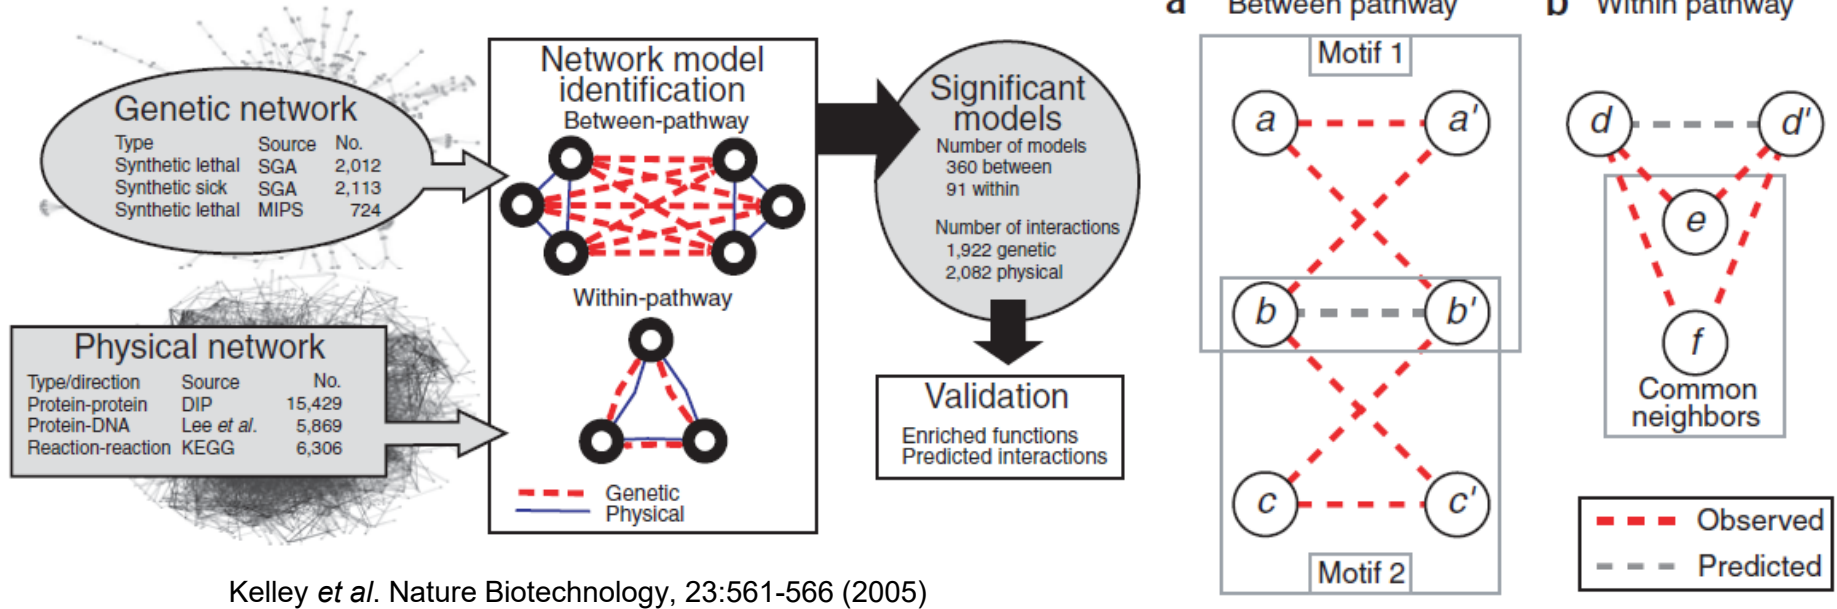 Genetic network
Type Source No.
Synthetic lethal SGA 2,012
Synthetic sick SGA 2,113
Synthetic lethal MIPS 724
Physical network
Type/direction Source No.
Protein-protein DIP 15,429
Protein-DNA Lee et al. 5,869
Reaction-reaction KEGG 6,306
Network model
identification
Between-pathway
Within-pathway
Genetic
Physical
Significant
models
Number of models
360 between
91 within
Number of interactions
1,922 genetic
2,082 physical
Validation
Enriched functions
Predicted interactions
a Between pathway
Motif 1
a a'
b b'
c c'
Motif 2
b Within pathway
d d'
e
f
Common
neighbors
Observed
Predicted
Kelley et al. Nature Biotechnology, 23:561-566 (2005)